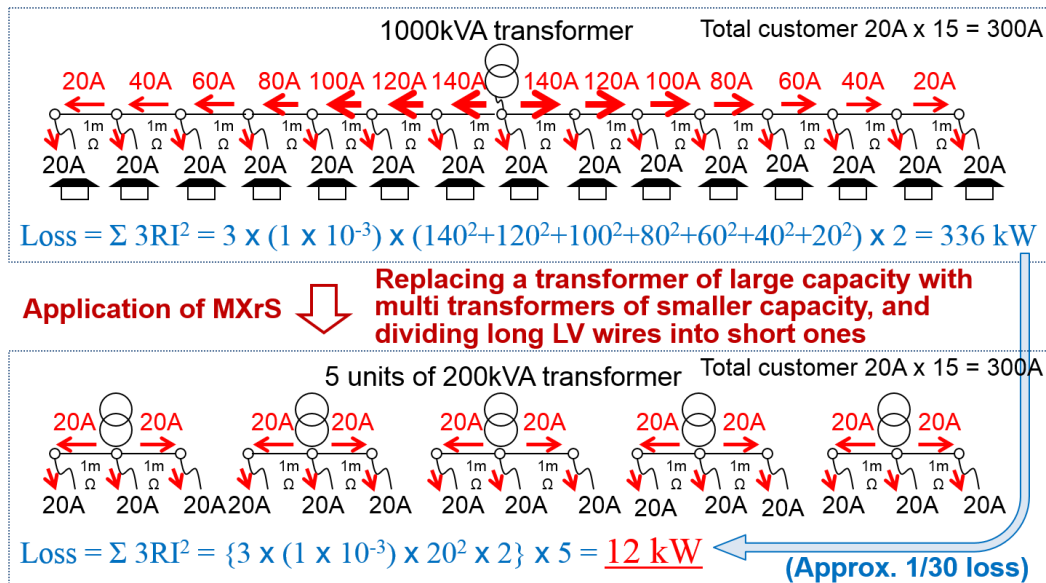 1000kVA transformer
Total customer 20A x 15 = 300A
20A 40A 60A 80A 100A 120A 140A 140A 120A 100A 80A 60A 40A 20A
1m 1m 1m 1m 1m 1m 1m 1m 1m 1m 1m 1m 1m 1m
Ω Ω Ω Ω Ω Ω Ω Ω Ω Ω Ω Ω Ω Ω
20A 20A 20A 20A 20A 20A 20A 20A 20A 20A 20A 20A 20A 20A 20A
Loss = Σ 3RI² = 3 x (1 x 10⁻³) x (140²+120²+100²+80²+60²+40²+20²) x 2 = 336 kW
Application of MXrS
Replacing a transformer of large capacity with
multi transformers of smaller capacity, and
dividing long LV wires into short ones
5 units of 200kVA transformer
Total customer 20A x 15 = 300A
20A 20A 20A 20A 20A 20A 20A 20A 20A 20A
1m 1m 1m 1m 1m 1m 1m 1m 1m 1m
Ω Ω Ω Ω Ω Ω Ω Ω Ω Ω
20A 20A 20A 20A 20A 20A 20A 20A 20A 20A 20A 20A 20A 20A 20A
Loss = Σ 3RI² = {3 x (1 x 10⁻³) x 20² x 2} x 5 = 12 kW
(Approx. 1/30 loss)